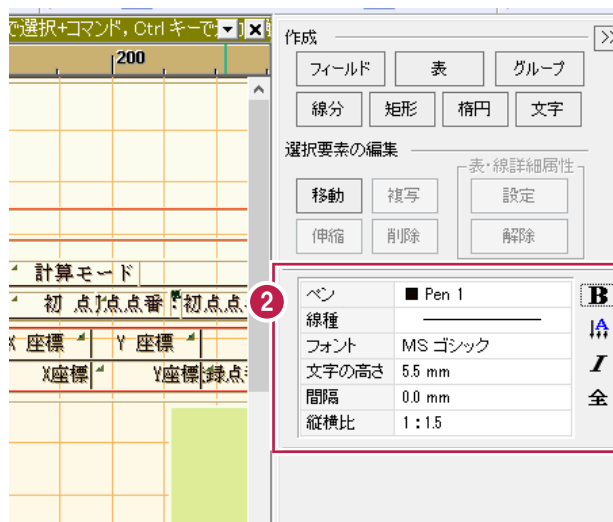 で選択+コマンド, Ctrl キーで
200
計算モード
初 点
点点番
初点点
X 座標
Y 座標
X座標
Y座標
録点
作成
>>
フィールド 表 グループ
線分 矩形 楕円 文字
選択要素の編集
表・線詳細属性
移動 複写 設定
伸縮 削除 解除
2
ペン Pen 1
線種
フォント MS ゴシック
文字の高さ 5.5 mm
間隔 0.0 mm
縦横比 1:1.5
B
A
I
全